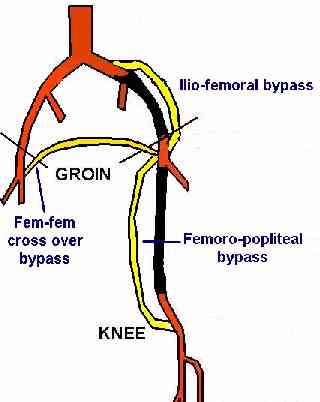 Ilio-femoral bypass
GROIN
Fem-fem
cross over
bypass
Femoro-popliteal
bypass
KNEE